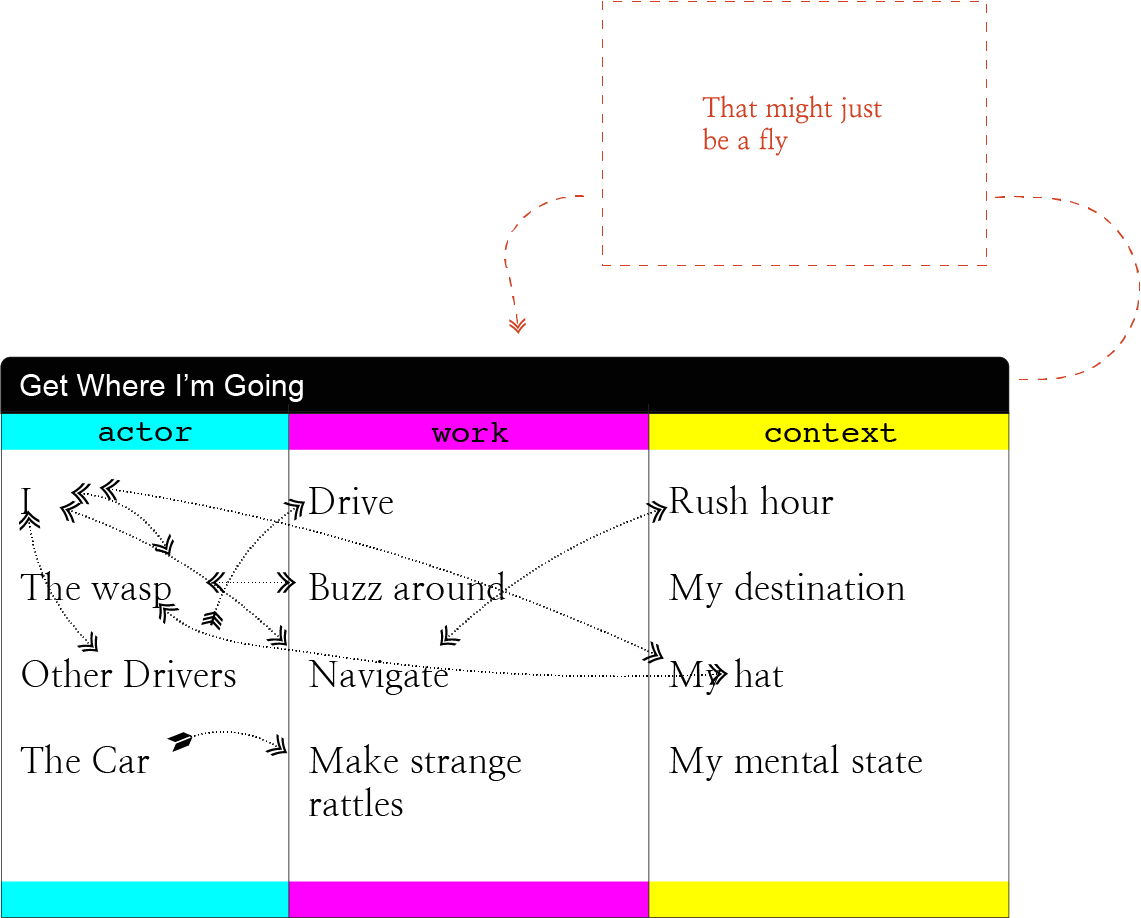 That might just
be a fly
Get Where I’m Going
actor work context
I Drive Rush hour
The wasp Buzz around My destination
Other Drivers Navigate My hat
The Car Make strange My mental state
rattles